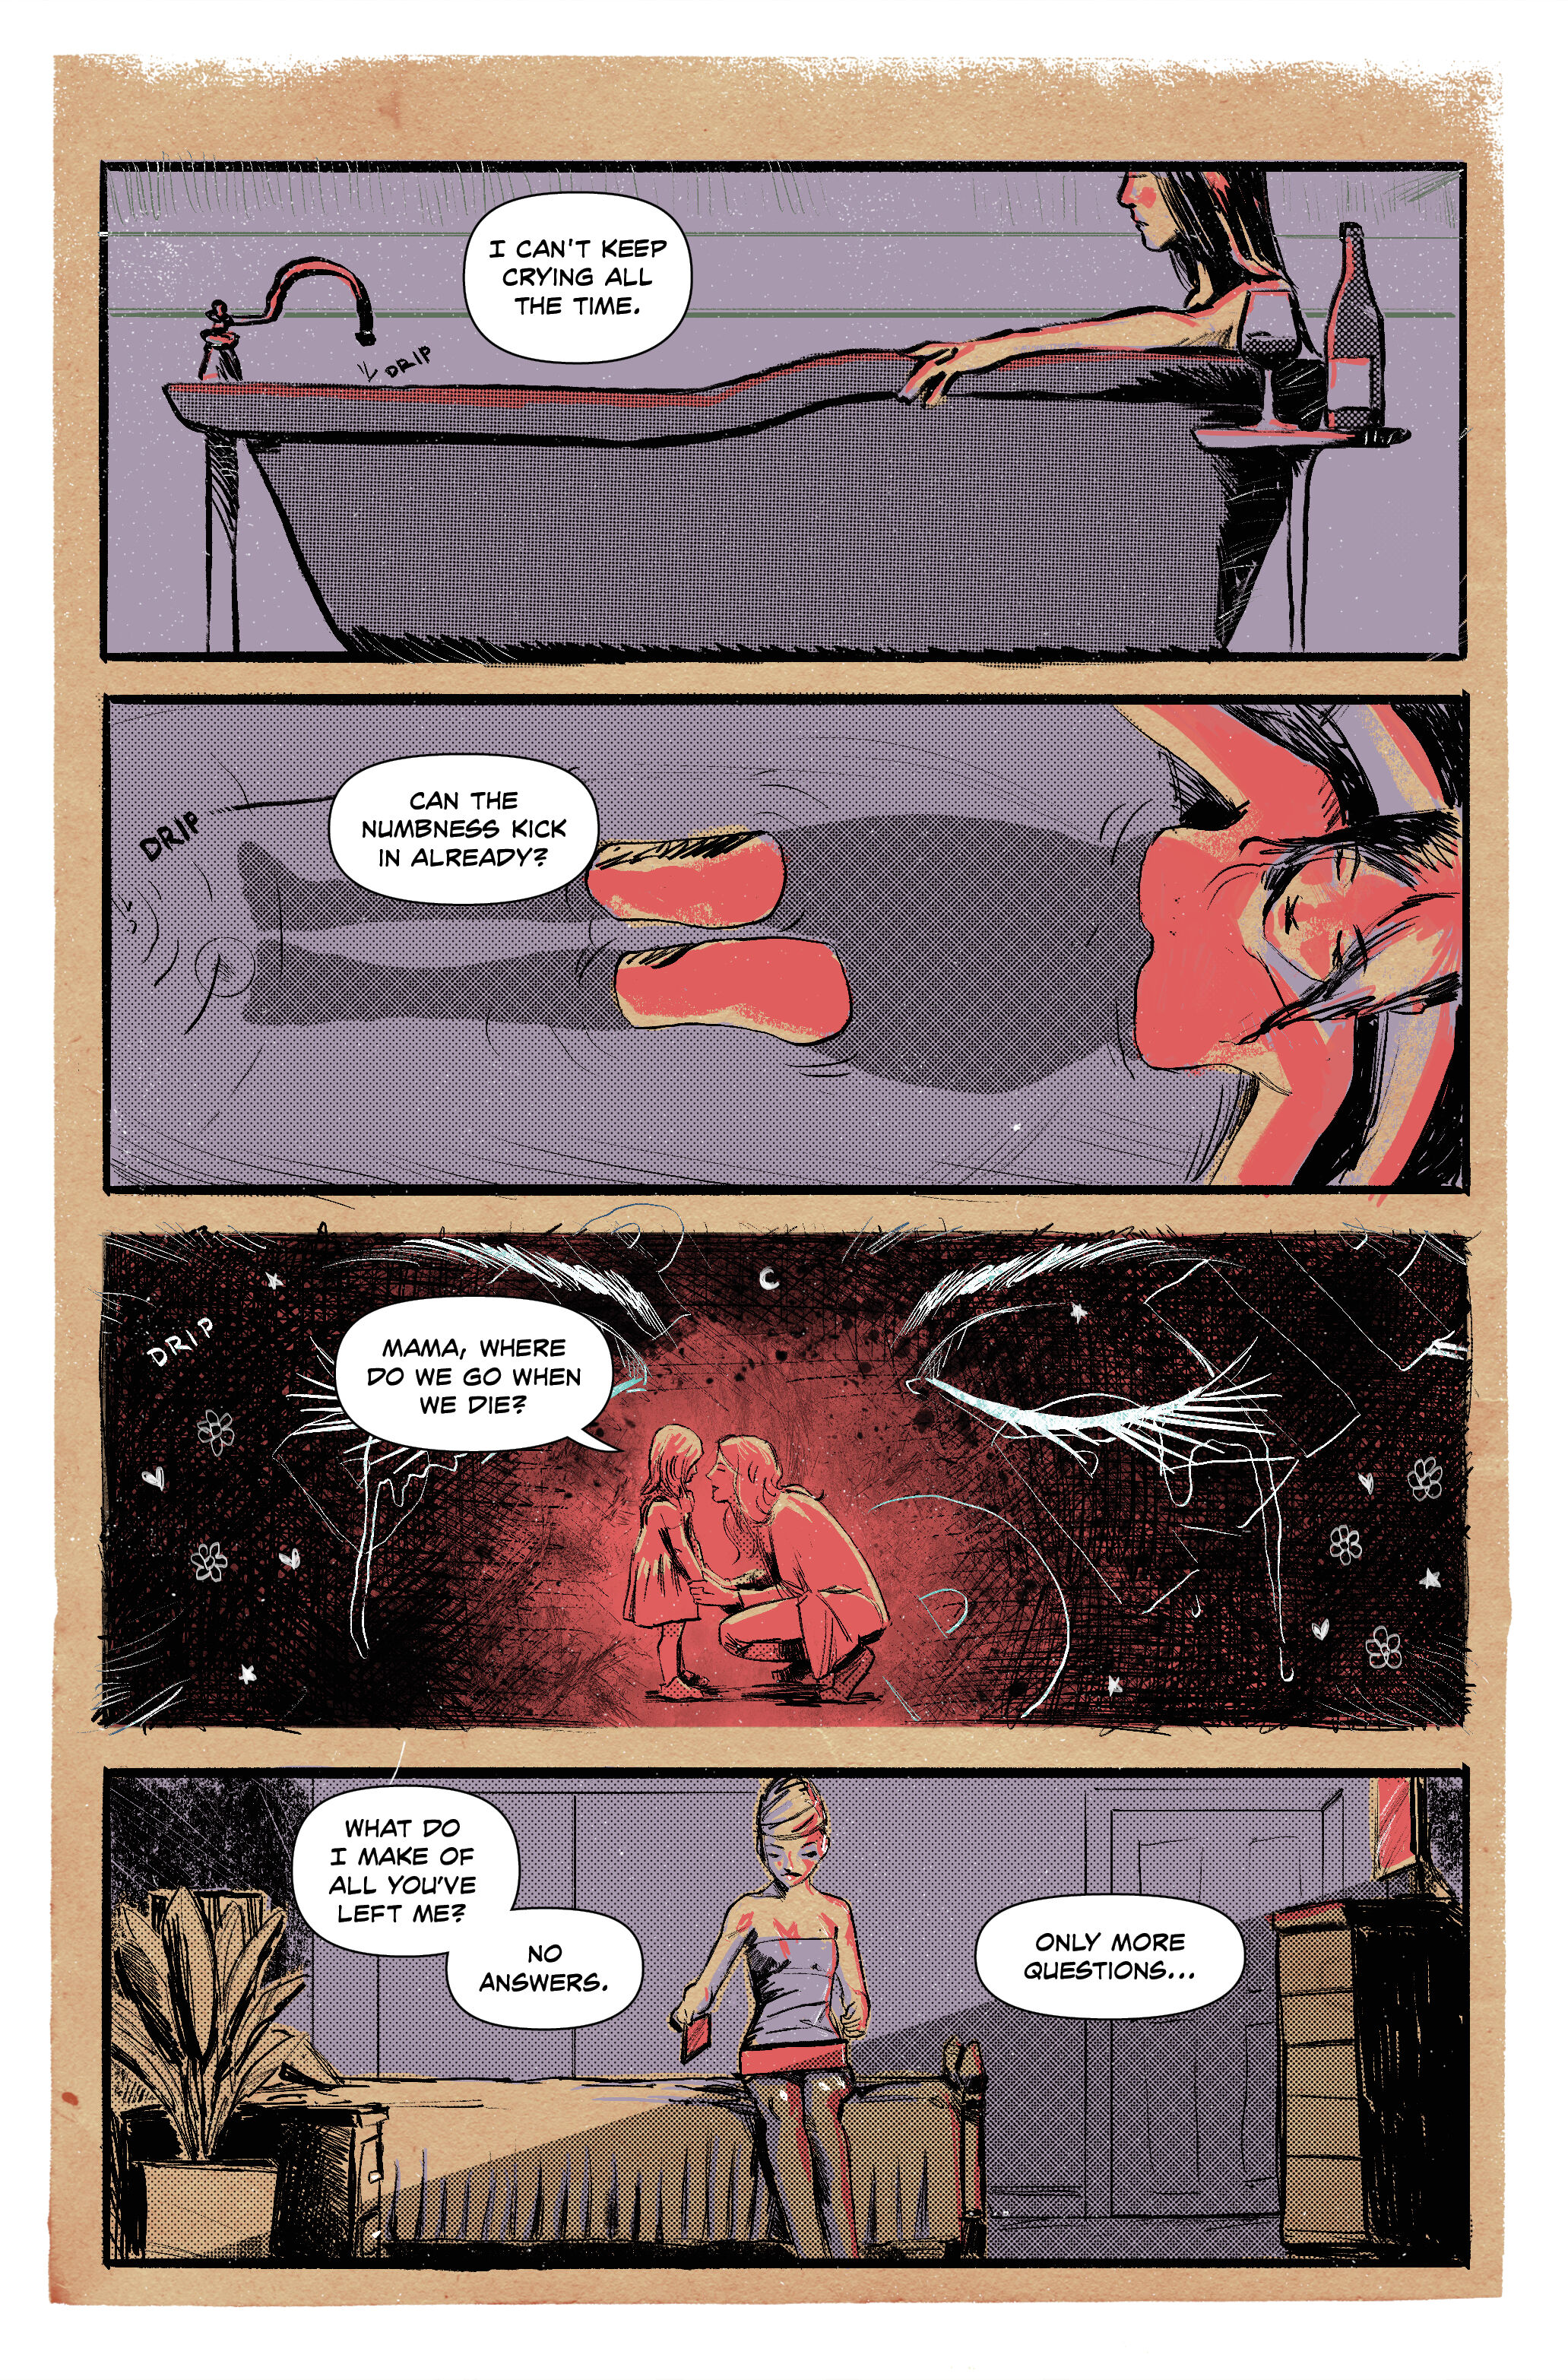 I CAN'T KEEP
CRYING ALL
THE TIME.
DRIP
CAN THE
NUMBNESS KICK
IN ALREADY?
DRIP
MAMA, WHERE
DO WE GO WHEN
WE DIE?
DRIP
WHAT DO
I MAKE OF
ALL YOU'VE
LEFT ME?
NO
ANSWERS.
ONLY MORE
QUESTIONS...